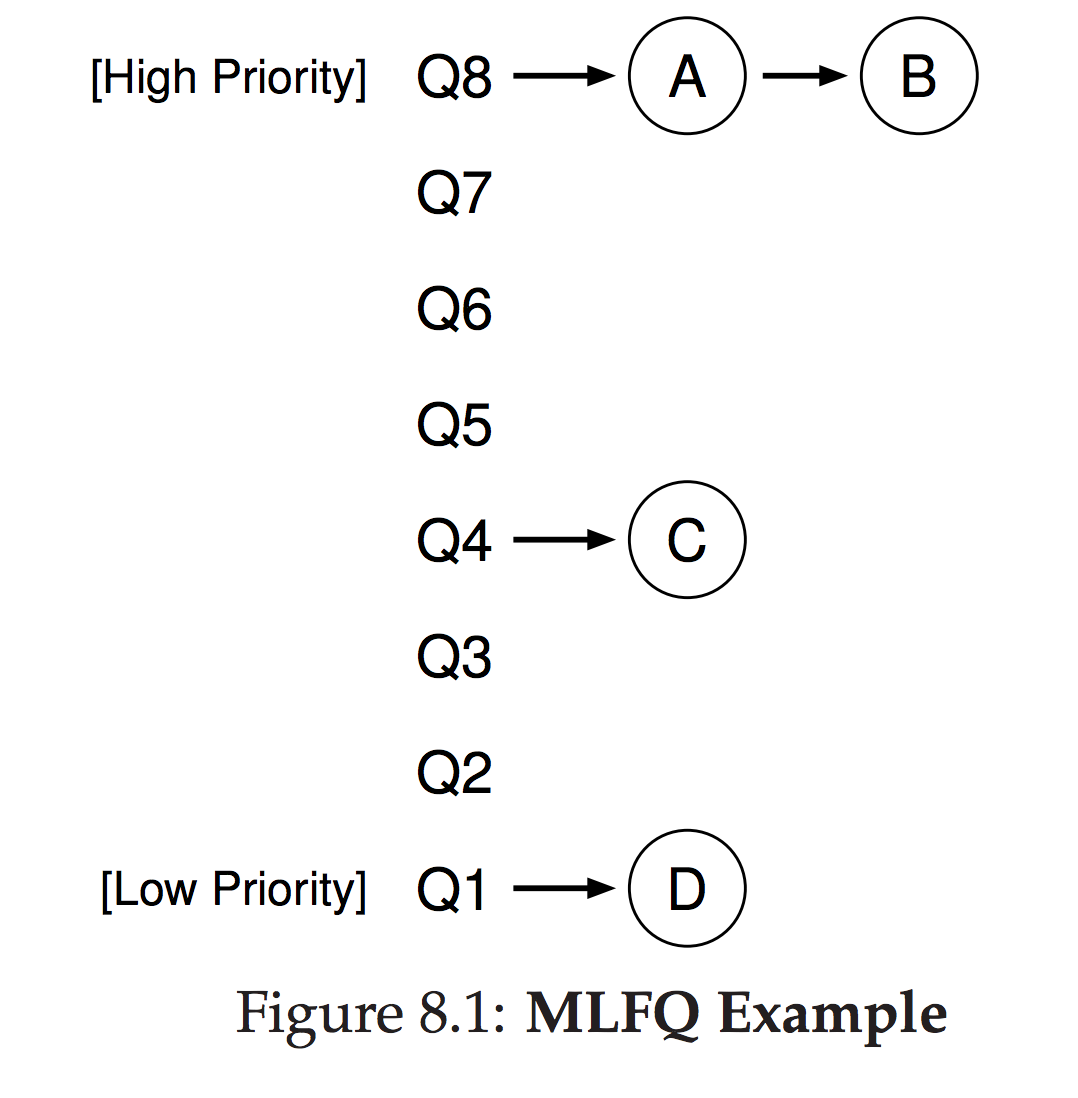 [High Priority] Q8 A B
Q7
Q6
Q5
Q4 C
Q3
Q2
[Low Priority] Q1 D
Figure 8.1: MLFQ Example